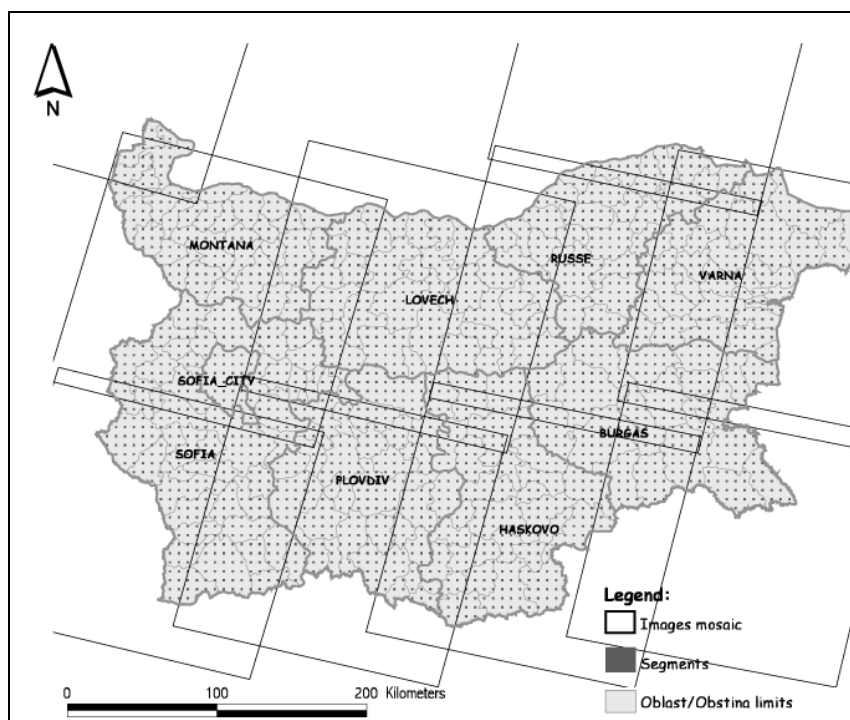 N
MONTANA
RUSSE
VARNA
LOVECH
SOFIA_CITY
BURGAS
SOFIA
PLOVDIV
HASKOVO
Legend:
Images mosaic
Segments
Oblast/Obstina limits
0 100 200 Kilometers